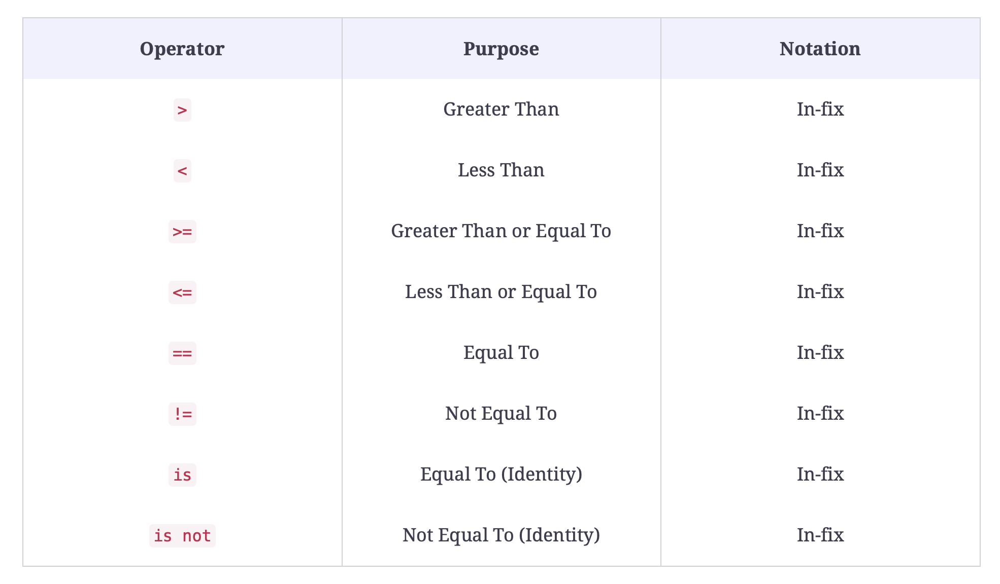 Operator Purpose Notation
> Greater Than In-fix
< Less Than In-fix
>= Greater Than or Equal To In-fix
<= Less Than or Equal To In-fix
== Equal To In-fix
!= Not Equal To In-fix
is Equal To (Identity) In-fix
is not Not Equal To (Identity) In-fix